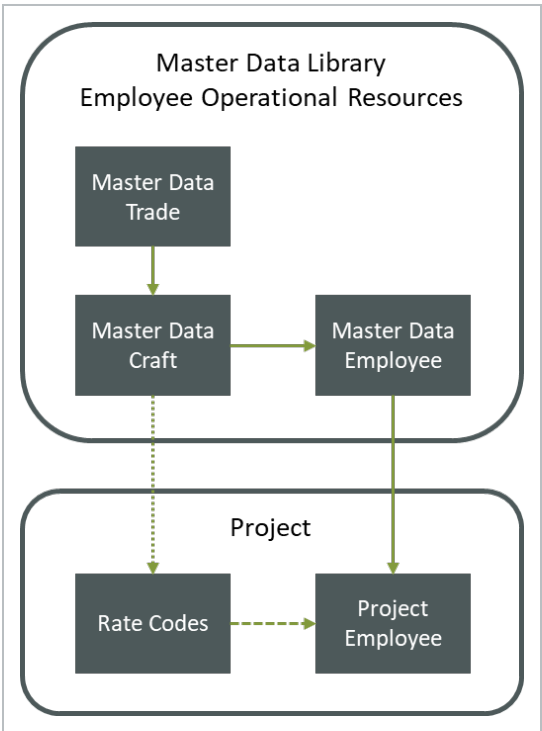 Master Data Library
Employee Operational Resources
Master Data
Trade
Master Data
Craft
Master Data
Employee
Project
Rate Codes
Project
Employee